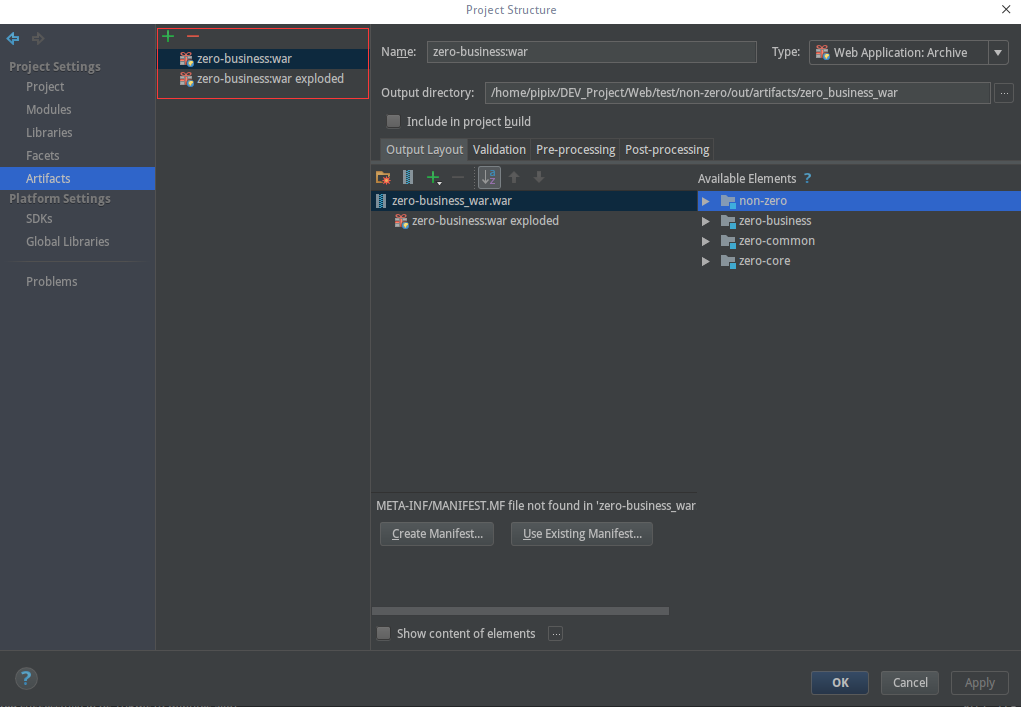 Project Structure
Project Settings
Project
Modules
Libraries
Facets
Artifacts
Platform Settings
SDKs
Global Libraries
Problems
zero-business:war
zero-business:war exploded
Name: zero-business:war Type: Web Application: Archive
Output directory: /home/pipix/DEV_Project/Web/test/non-zero/out/artifacts/zero_business_war ...
Include in project build
Output Layout Validation Pre-processing Post-processing
Available Elements ?
zero-business_war.war
zero-business:war exploded
non-zero
zero-business
zero-common
zero-core
META-INF/MANIFEST.MF file not found in 'zero-business_war
Create Manifest... Use Existing Manifest...
Show content of elements ...
? OK Cancel Apply